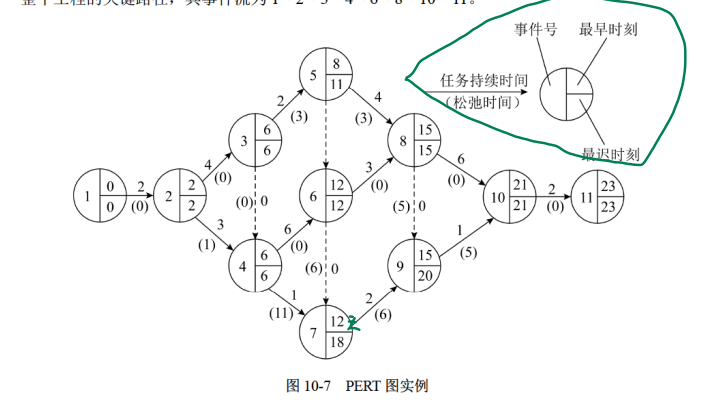 整个工程的关键路径，其事件流为 1—2—3—4—6—8—10—11。
事件号 最早时刻
任务持续时间
（松弛时间）
最迟时刻
5 8 11
2 (3)
4 (3)
3 6 6
8 15 15
4 (0)
3 (0)
6 (0)
(0) 0
(5) 0
1 0 0
2 (0)
2 2 2
6 12 12
10 21 21
2 (0)
11 23 23
3 (1)
6 (0)
(6) 0
1 (5)
4 6 6
9 15 20
1 (11)
2 (6)
7 12 18
2
图 10-7 PERT 图实例